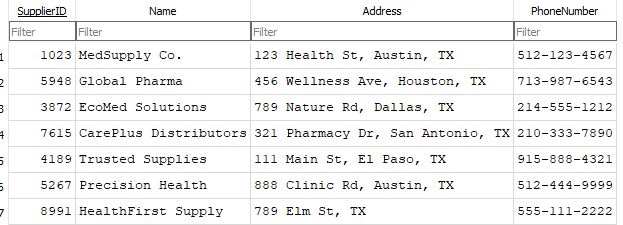 SupplierID Name Address PhoneNumber
Filter Filter Filter Filter
1 1023 MedSupply Co. 123 Health St, Austin, TX 512-123-4567
2 5948 Global Pharma 456 Wellness Ave, Houston, TX 713-987-6543
3 3872 EcoMed Solutions 789 Nature Rd, Dallas, TX 214-555-1212
4 7615 CarePlus Distributors 321 Pharmacy Dr, San Antonio, TX 210-333-7890
5 4189 Trusted Supplies 111 Main St, El Paso, TX 915-888-4321
6 5267 Precision Health 888 Clinic Rd, Austin, TX 512-444-9999
7 8991 HealthFirst Supply 789 Elm St, TX 555-111-2222